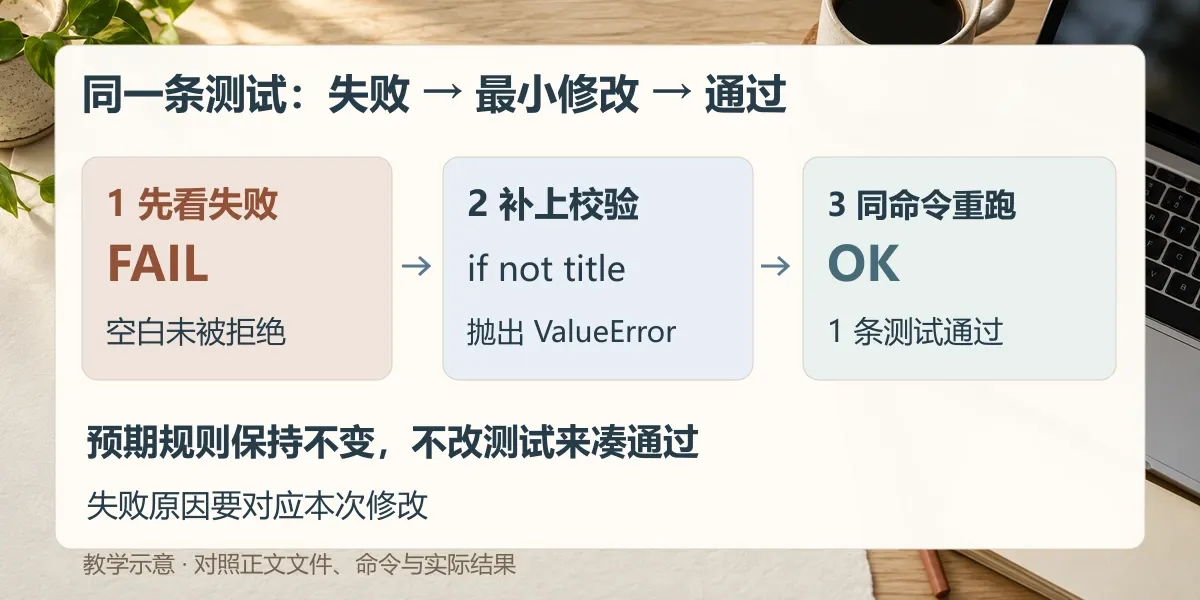 同一条测试：失败 → 最小修改 → 通过
1 先看失败
FAIL
空白未被拒绝
→
2 补上校验
if not title
抛出 ValueError
→
3 同命令重跑
OK
1 条测试通过
预期规则保持不变，不改测试来凑通过
失败原因要对应本次修改
教学示意 · 对照正文文件、命令与实际结果